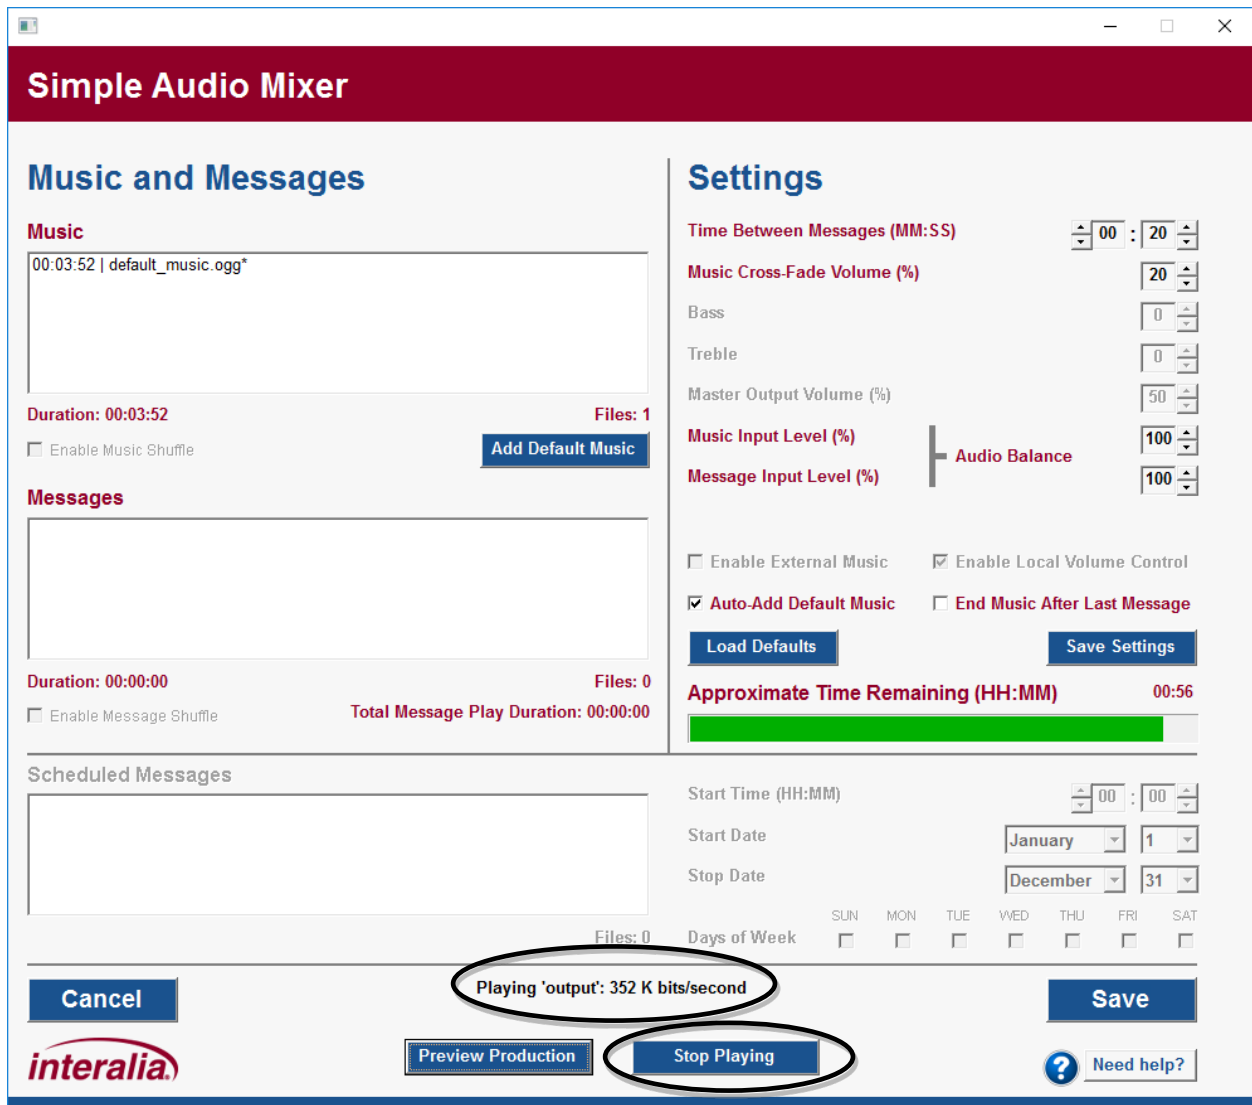 Simple Audio Mixer
Music and Messages
Music
00:03:52 | default_music.ogg*
Duration: 00:03:52 Files: 1
Enable Music Shuffle Add Default Music
Messages
Duration: 00:00:00 Files: 0
Enable Message Shuffle Total Message Play Duration: 00:00:00
Settings
Time Between Messages (MM:SS) 00 : 20
Music Cross-Fade Volume (%) 20
Bass 0
Treble 0
Master Output Volume (%) 50
Music Input Level (%) 100
Audio Balance
Message Input Level (%) 100
Enable External Music Enable Local Volume Control
Auto-Add Default Music End Music After Last Message
Load Defaults Save Settings
Approximate Time Remaining (HH:MM) 00:56
Scheduled Messages
Files: 0
Start Time (HH:MM) 00 : 00
Start Date January 1
Stop Date December 31
SUN MON TUE WED THU FRI SAT
Days of Week
Cancel Playing 'output': 352 K bits/second Save
interalia Preview Production Stop Playing ? Need help?